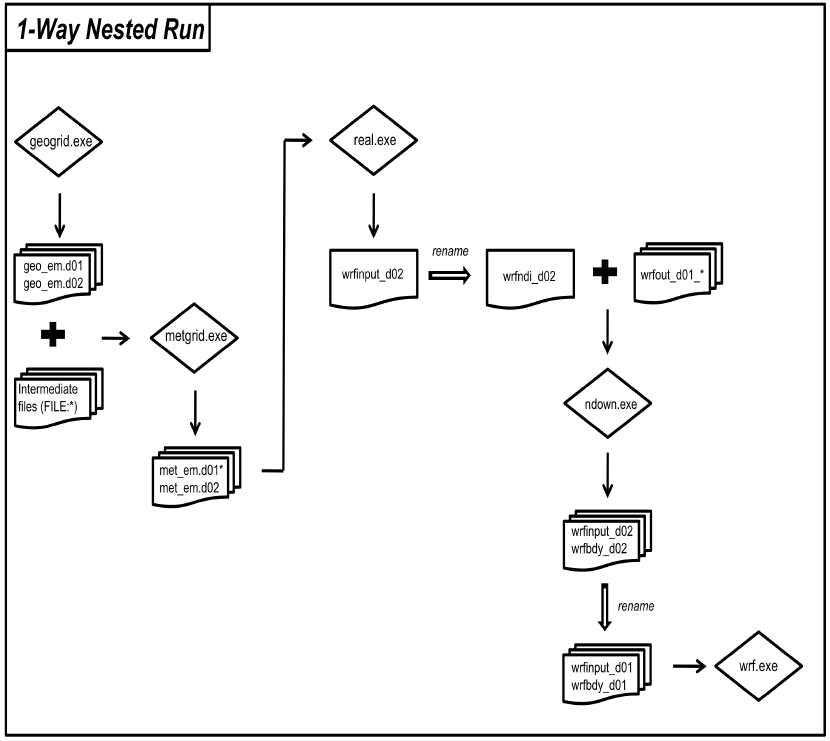 1-Way Nested Run
geogrid.exe
geo_em.d01
geo_em.d02
Intermediate
files (FILE:*)
metgrid.exe
met_em.d01*
met_em.d02
real.exe
wrfinput_d02
rename
wrfndi_d02
wrfout_d01_*
ndown.exe
wrfinput_d02
wrfbdy_d02
rename
wrfinput_d01
wrfbdy_d01
wrf.exe